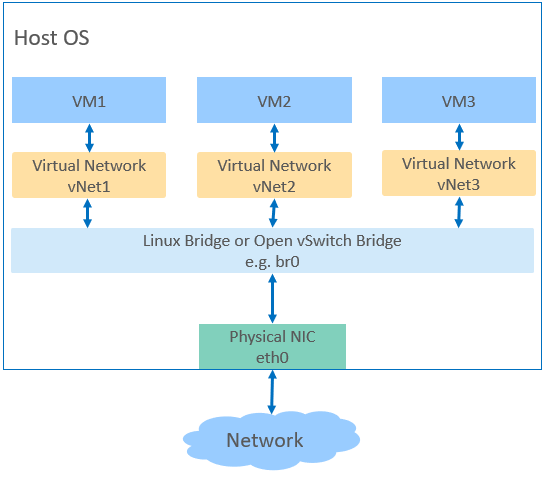 Host OS
VM1
VM2
VM3
Virtual Network
vNet1
Virtual Network
vNet2
Virtual Network
vNet3
Linux Bridge or Open vSwitch Bridge
e.g. br0
Physical NIC
eth0
Network